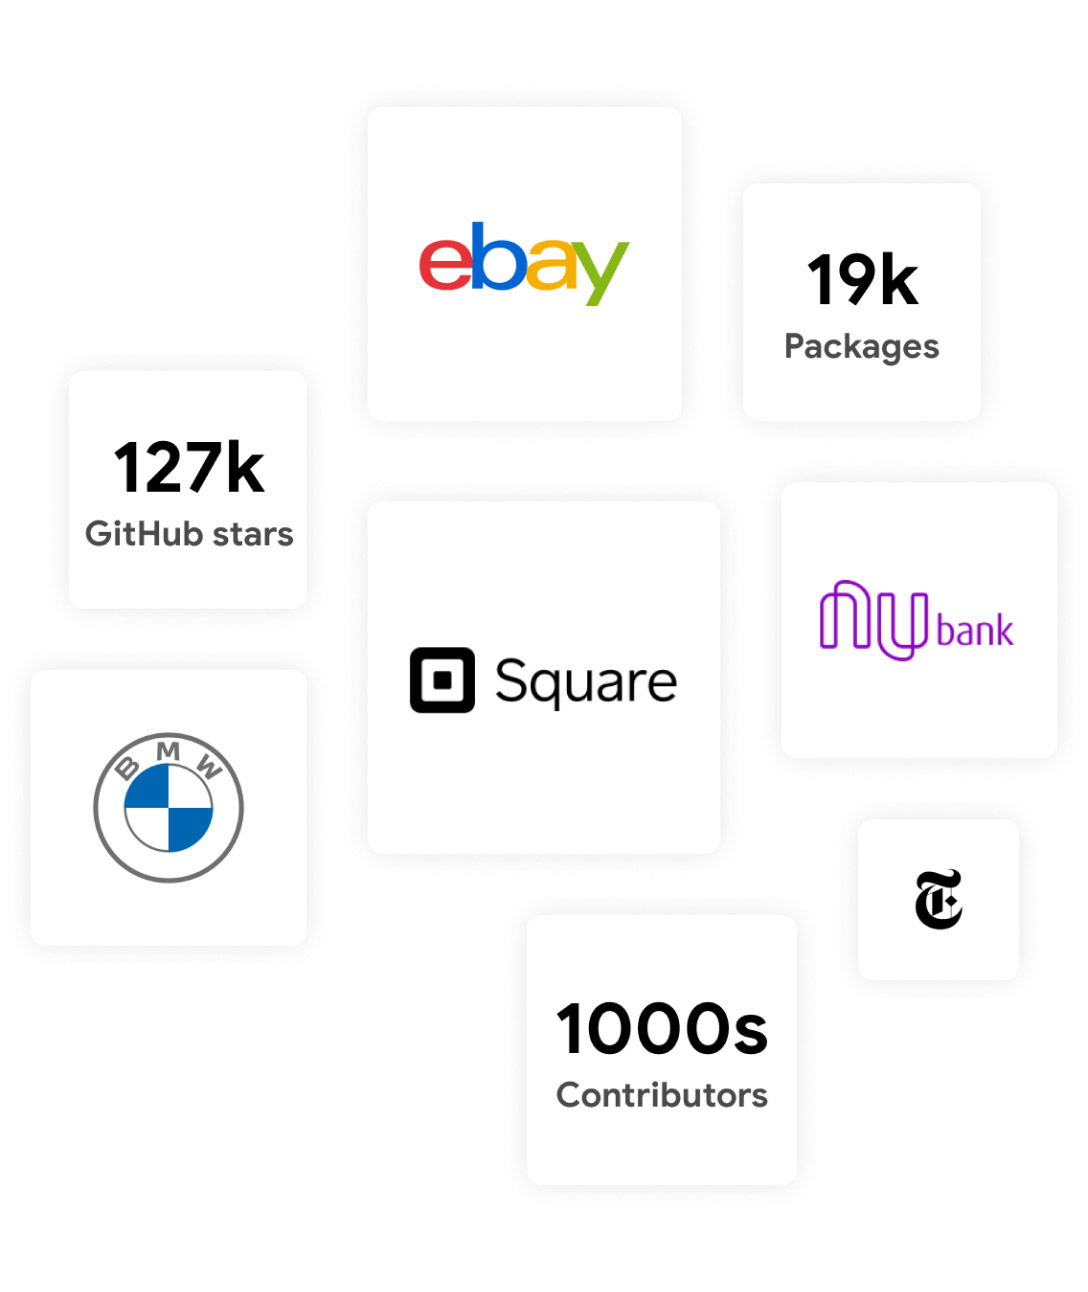 ebay
19k
Packages
127k
GitHub stars
Square
nu bank
BMW
T
1000s
Contributors